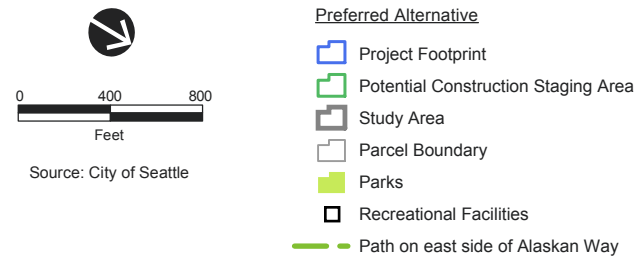 0 400 800
Feet
Source: City of Seattle
Preferred Alternative
Project Footprint
Potential Construction Staging Area
Study Area
Parcel Boundary
Parks
Recreational Facilities
Path on east side of Alaskan Way